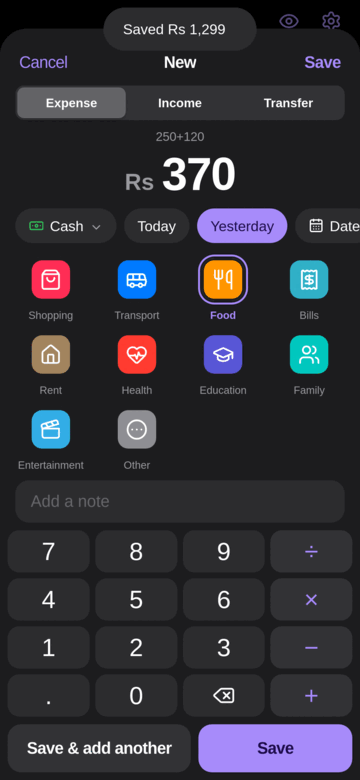 Saved Rs 1,299
Cancel New Save
Expense Income Transfer
250+120
Rs 370
Cash Today Yesterday Date
Shopping Transport Food Bills
Rent Health Education Family
Entertainment Other
Add a note
7 8 9 ÷
4 5 6 ×
1 2 3 −
. 0 +
Save & add another Save